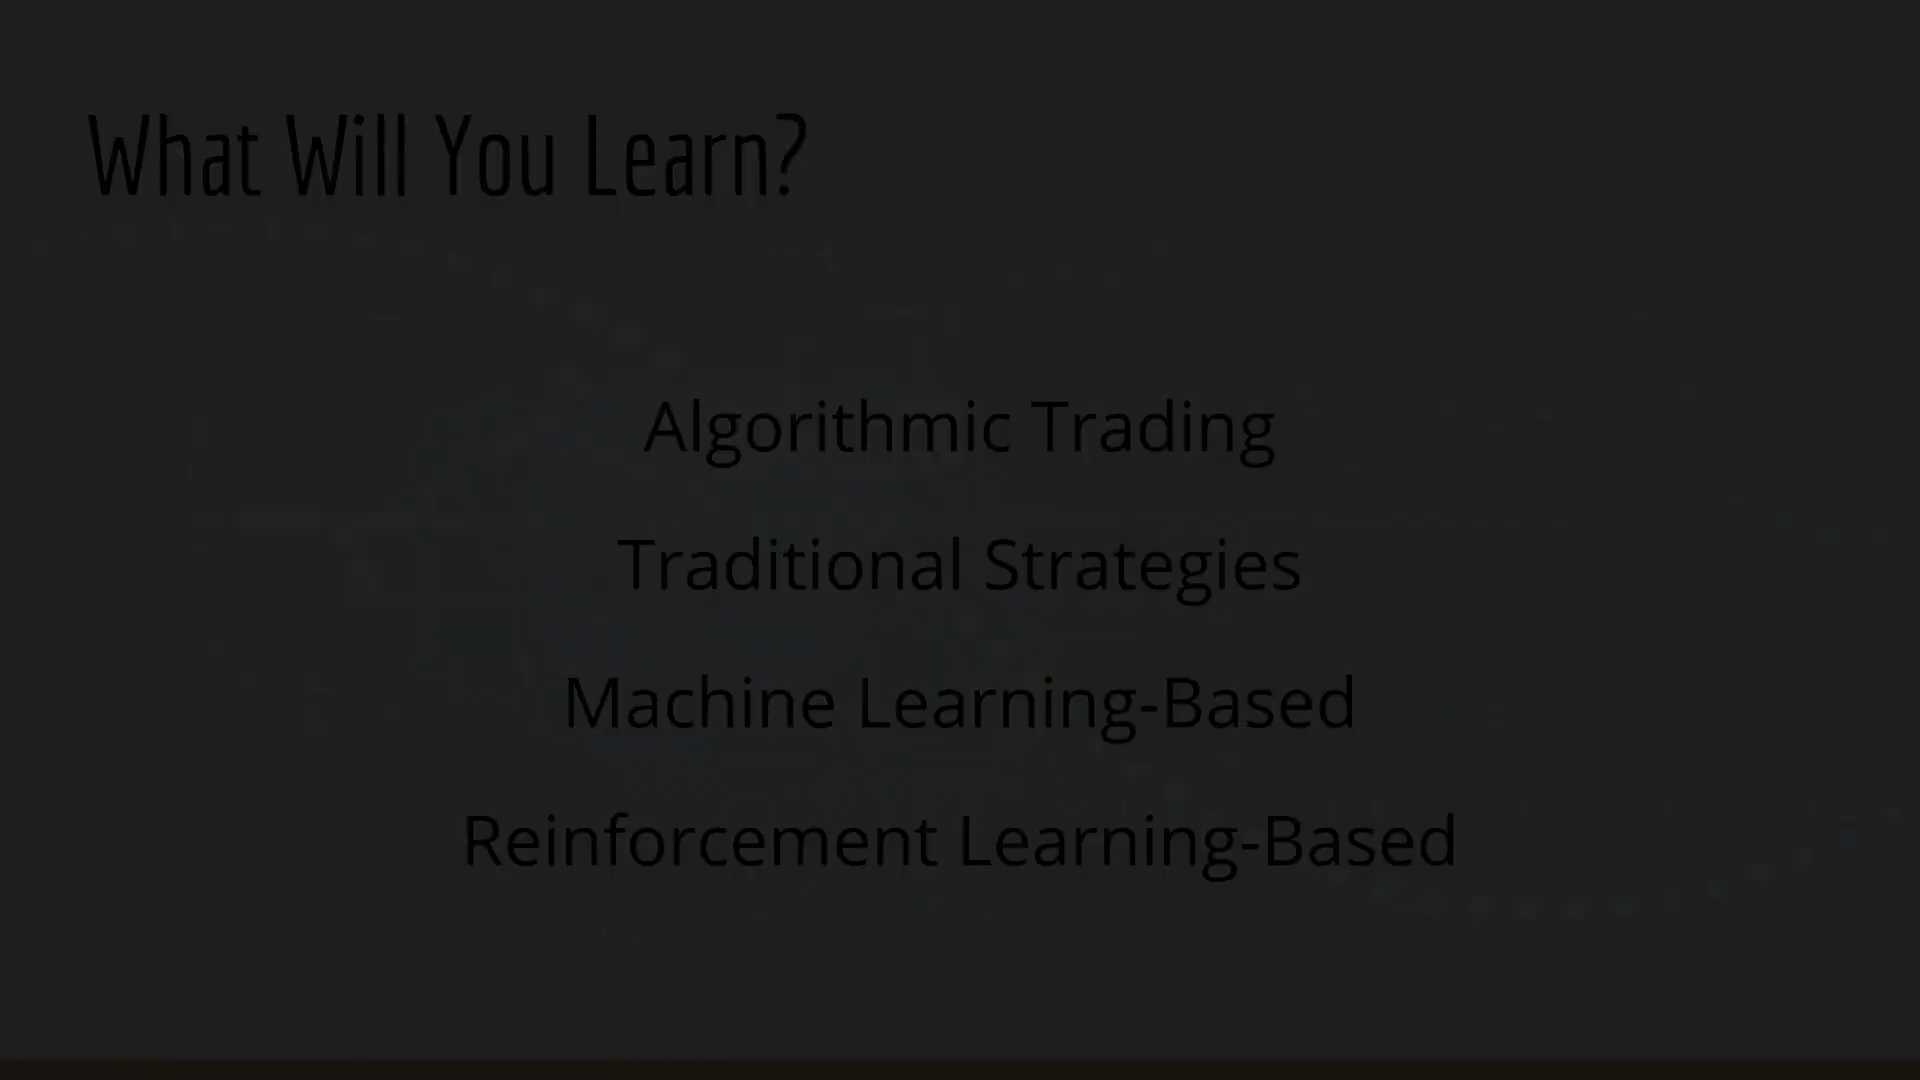 What Will You Learn?
Algorithmic Trading
Traditional Strategies
Machine Learning-Based
Reinforcement Learning-Based